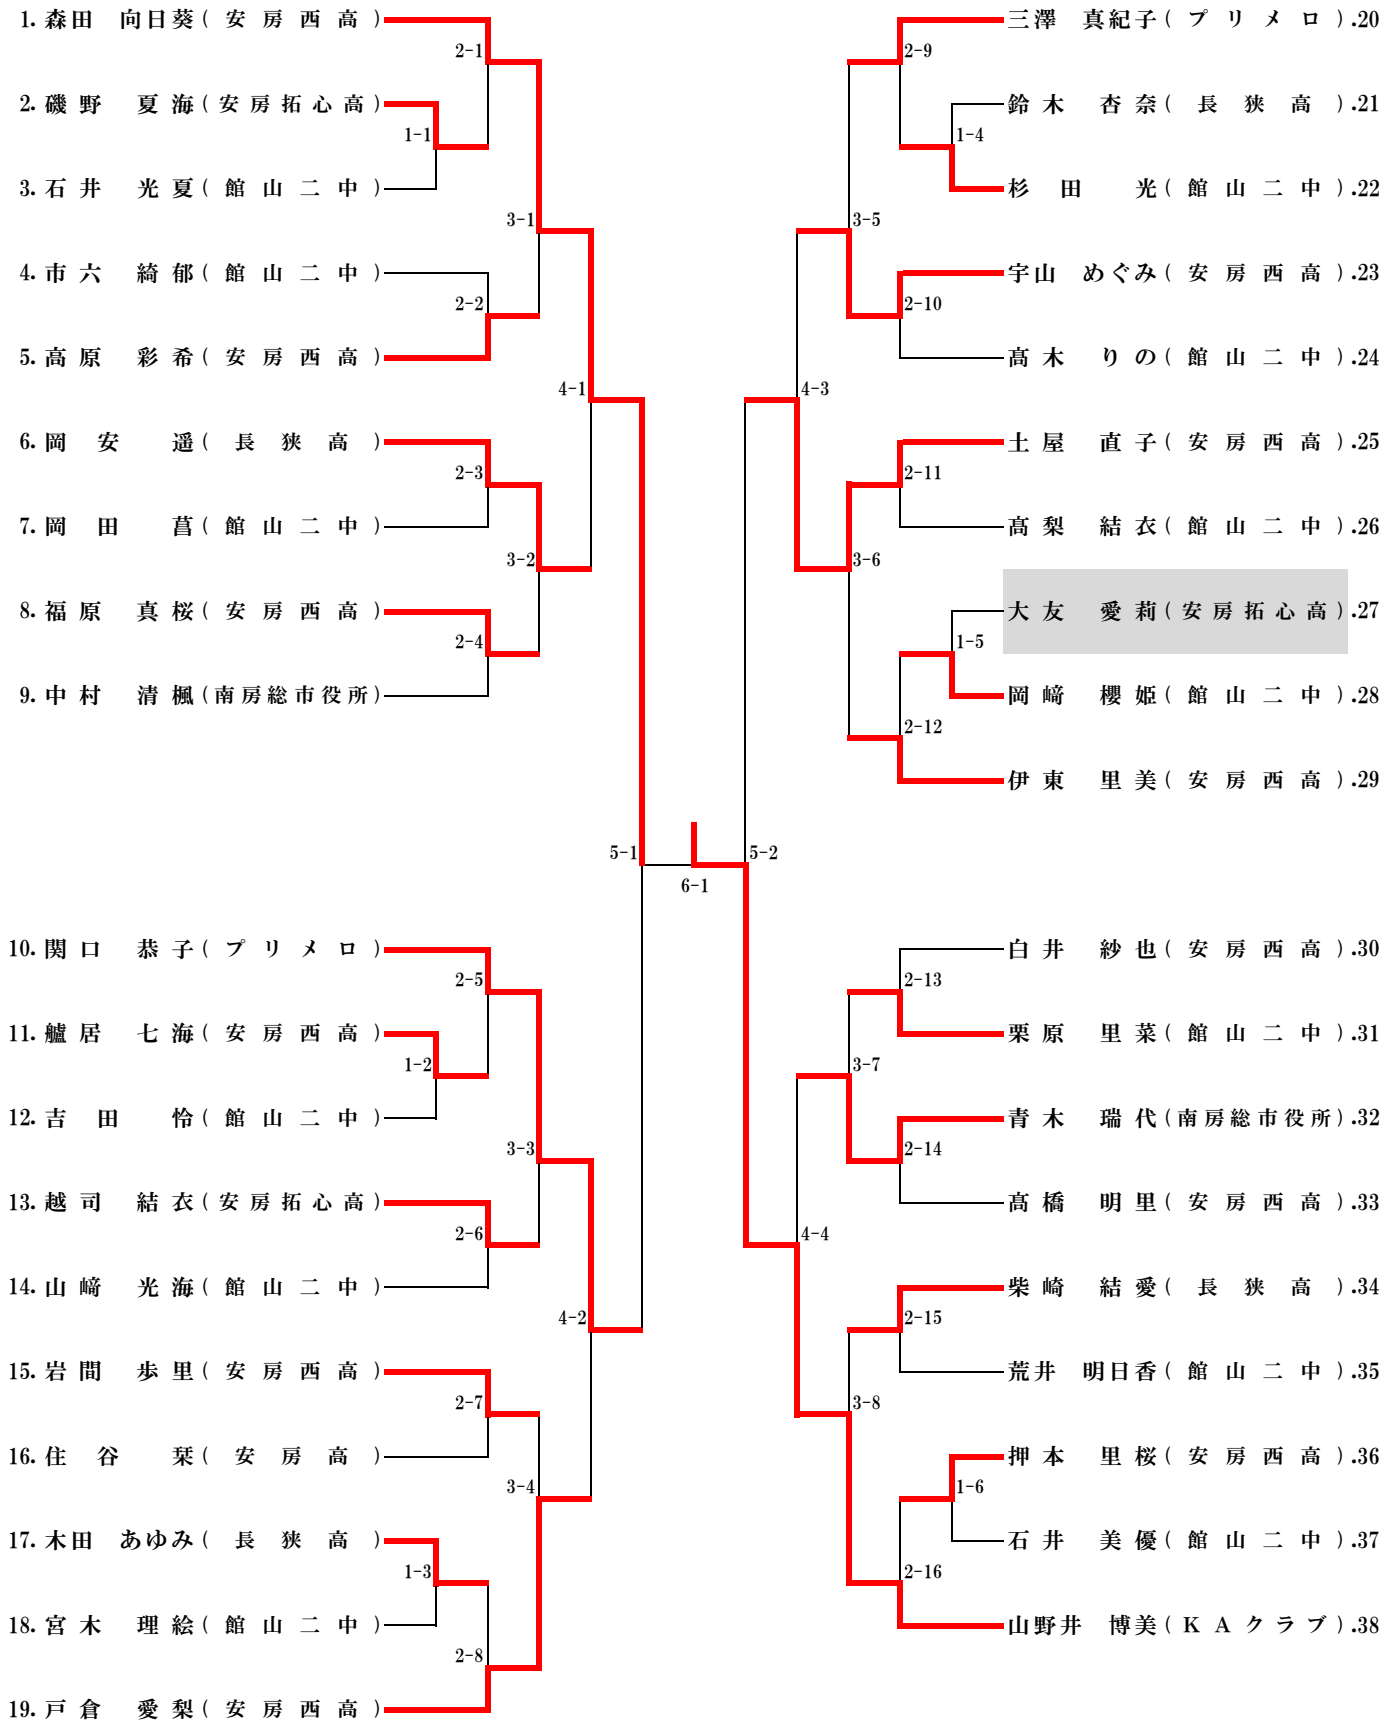 1. 森田 向日葵 ( 安房西高 )
2-1
2. 磯野 夏海 ( 安房拓心高 )
1-1
3. 石井 光夏 ( 館山二中 )
3-1
4. 市六 綺郁 ( 館山二中 )
2-2
5. 高原 彩希 ( 安房西高 )
4-1
6. 岡安 遥 ( 長狭高 )
2-3
7. 岡田 菖 ( 館山二中 )
3-2
8. 福原 真桜 ( 安房西高 )
2-4
9. 中村 清楓 ( 南房総市役所 )
5-1
10. 関口 恭子 ( プリメロ )
2-5
11. 艫居 七海 ( 安房西高 )
1-2
12. 吉田 怜 ( 館山二中 )
3-3
13. 越司 結衣 ( 安房拓心高 )
2-6
14. 山﨑 光海 ( 館山二中 )
4-2
15. 岩間 歩里 ( 安房西高 )
2-7
16. 住谷 栞 ( 安房高 )
3-4
17. 木田 あゆみ ( 長狭高 )
1-3
18. 宮木 理絵 ( 館山二中 )
2-8
19. 戸倉 愛梨 ( 安房西高 )
6-1
三澤 真紀子 ( プリメロ ) .20
2-9
鈴木 杏奈 ( 長狭高 ) .21
1-4
杉田 光 ( 館山二中 ) .22
3-5
宇山 めぐみ ( 安房西高 ) .23
2-10
髙木 りの ( 館山二中 ) .24
4-3
土屋 直子 ( 安房西高 ) .25
2-11
髙梨 結衣 ( 館山二中 ) .26
3-6
大友 愛莉 ( 安房拓心高 ) .27
1-5
岡﨑 櫻姫 ( 館山二中 ) .28
2-12
伊東 里美 ( 安房西高 ) .29
5-2
白井 紗也 ( 安房西高 ) .30
2-13
栗原 里菜 ( 館山二中 ) .31
3-7
青木 瑞代 ( 南房総市役所 ) .32
2-14
髙橋 明里 ( 安房西高 ) .33
4-4
柴崎 結愛 ( 長狭高 ) .34
2-15
荒井 明日香 ( 館山二中 ) .35
3-8
押本 里桜 ( 安房西高 ) .36
1-6
石井 美優 ( 館山二中 ) .37
2-16
山野井 博美 ( KAクラブ ) .38